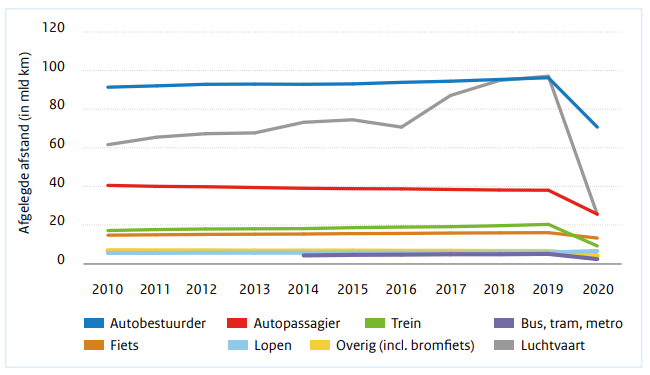 120
100
80
60
40
20
0
Afgelegde afstand (in mld km)
2010 2011 2012 2013 2014 2015 2016 2017 2018 2019 2020
Autobestuurder Autopassagier Trein Bus, tram, metro
Fiets Lopen Overig (incl. bromfiets) Luchtvaart